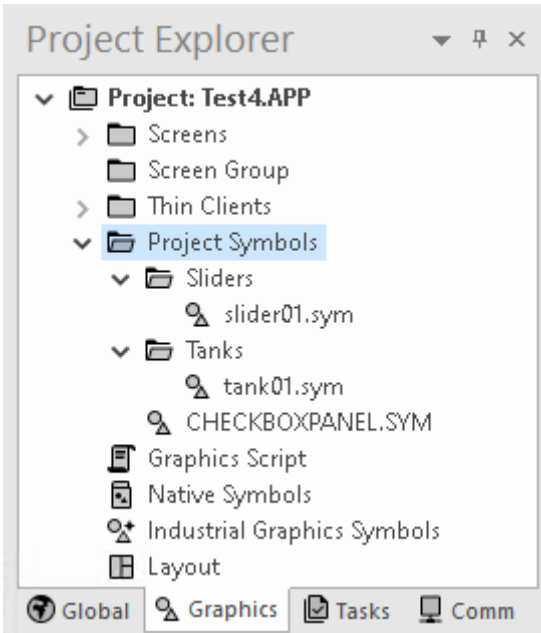 Project Explorer
Project: Test4.APP
Screens
Screen Group
Thin Clients
Project Symbols
Sliders
slider01.sym
Tanks
tank01.sym
CHECKBOXPANEL.SYM
Graphics Script
Native Symbols
Industrial Graphics Symbols
Layout
Global Graphics Tasks Comm